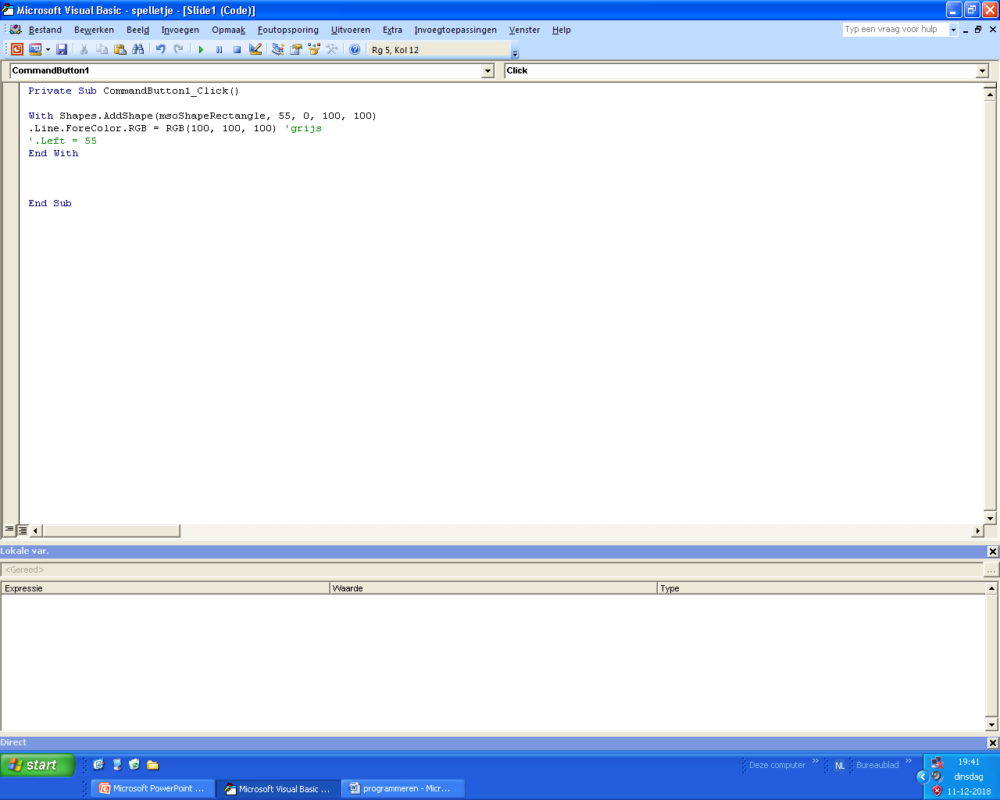 Microsoft Visual Basic - spelletje - [Slide1 (Code)]
Bestand Bewerken Beeld Invoegen Opmaak Foutopsporing Uitvoeren Extra Invoegtoepassingen Venster Help Typ een vraag voor hulp
Rg 5, Kol 12
CommandButton1 Click
Private Sub CommandButton1_Click()
With Shapes.AddShape(msoShapeRectangle, 55, 0, 100, 100)
.Line.ForeColor.RGB = RGB(100, 100, 100) 'grijs
'.Left = 55
End With
End Sub
Lokale var.
<Gereed> ...
Expressie Waarde Type
Direct
start Deze computer » NL Bureaublad » 19:41
dinsdag
Microsoft PowerPoint ... Microsoft Visual Basic ... programmeren - Micr... 11-12-2018